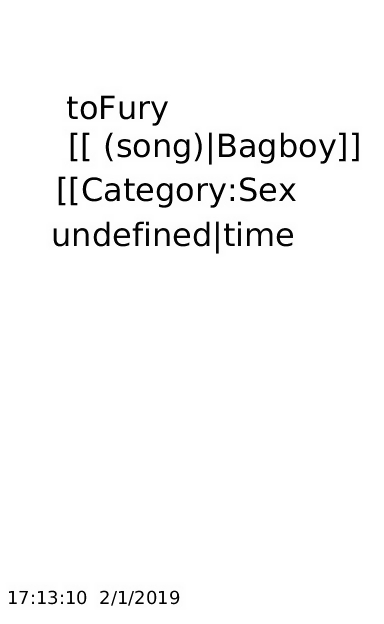 toFury
[[ (song)|Bagboy]]
[[Category:Sex
undefined|time
17:13:10 2/1/2019